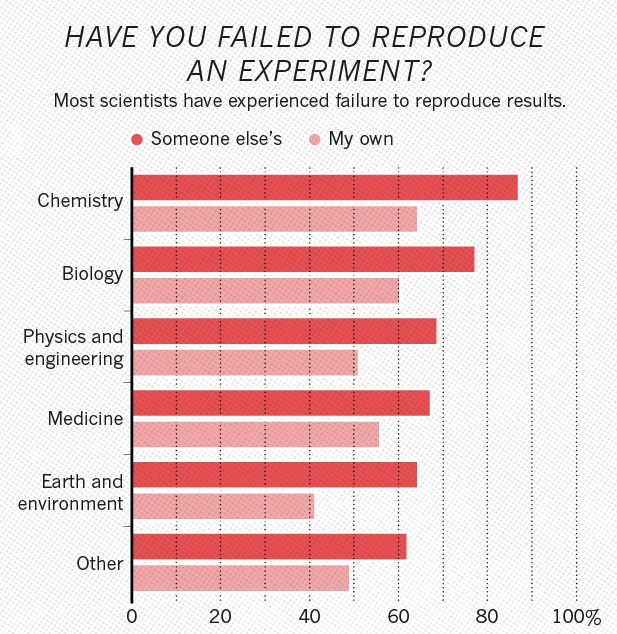 HAVE YOU FAILED TO REPRODUCE
AN EXPERIMENT?
Most scientists have experienced failure to reproduce results.
Someone else’s My own
Chemistry
Biology
Physics and
engineering
Medicine
Earth and
environment
Other
0 20 40 60 80 100%